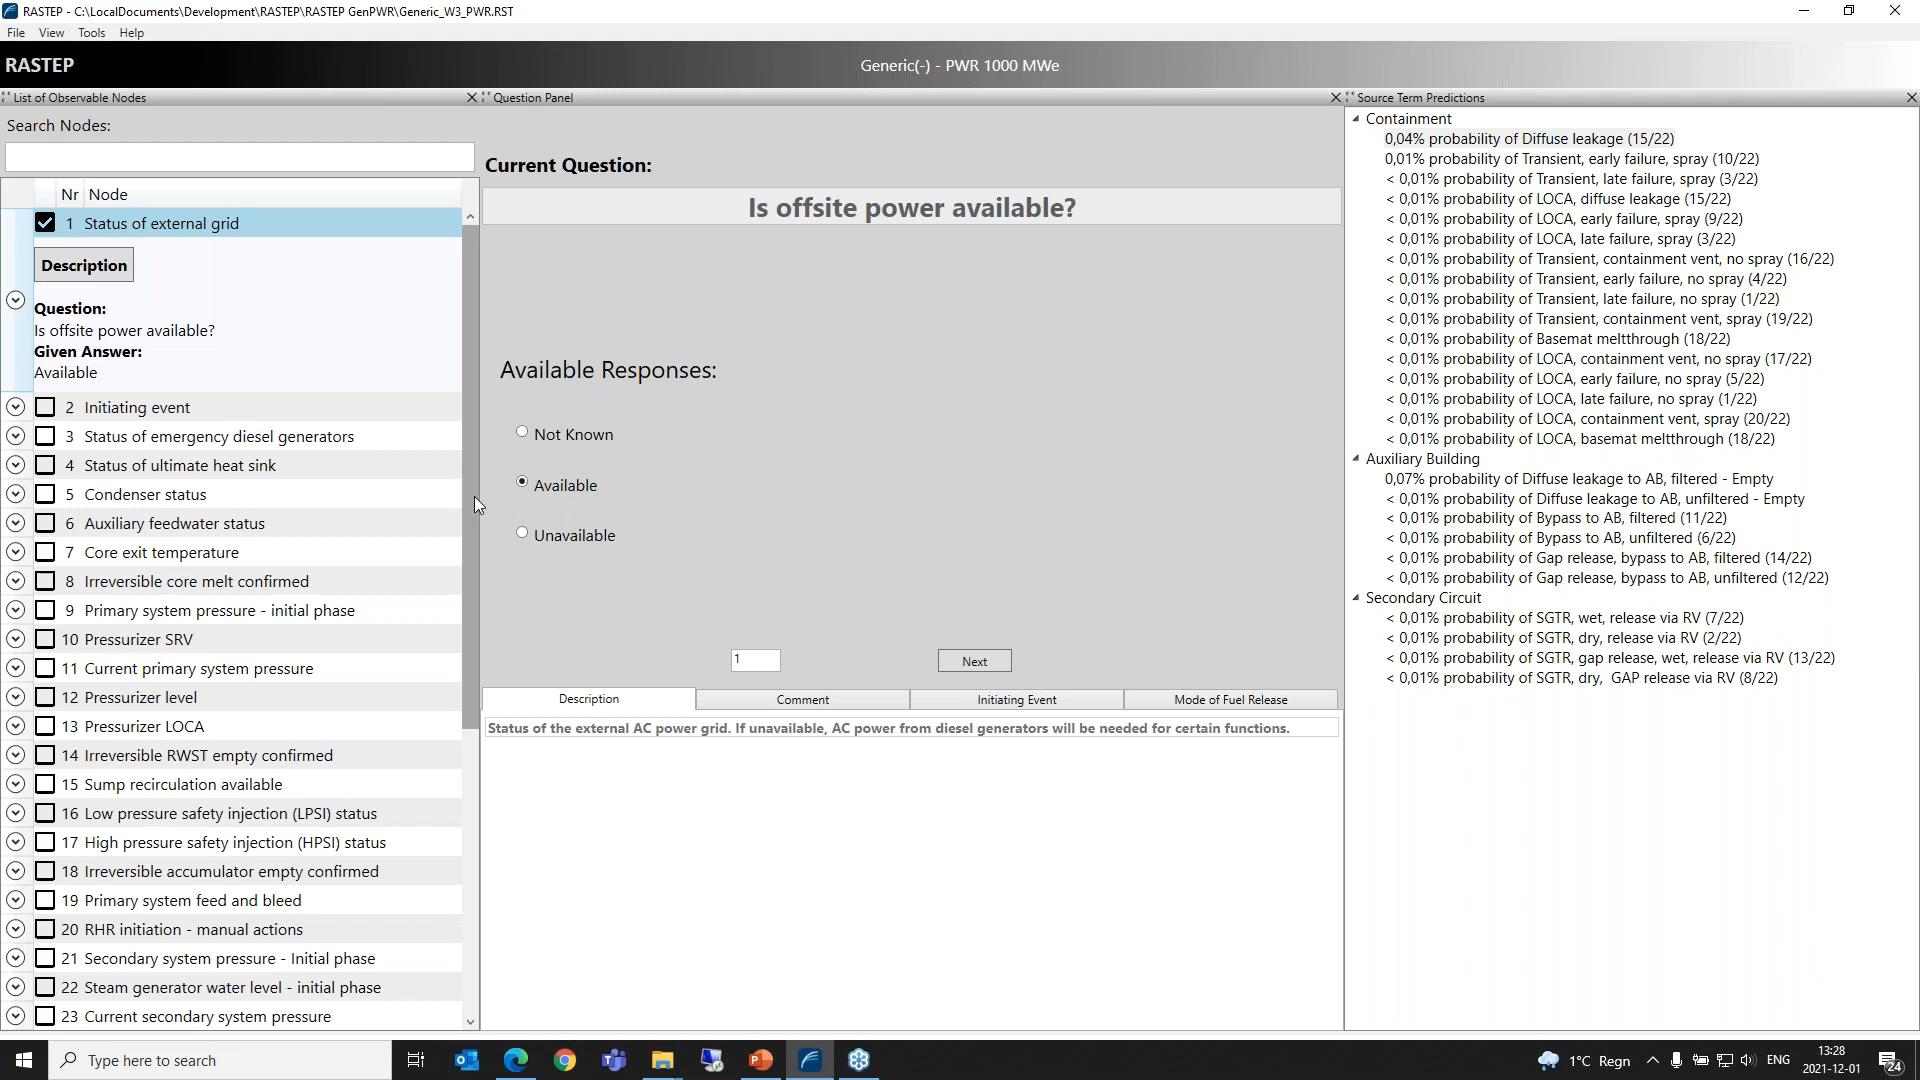 RASTEP - C:\LocalDocuments\Development\RASTEP\RASTEP GenPWR\Generic_W3_PWR.RST
File View Tools Help
RASTEP
Generic(-) - PWR 1000 MWe
List of Observable Nodes
Search Nodes:
Nr Node
1 Status of external grid
Description
Question:
Is offsite power available?
Given Answer:
Available
2 Initiating event
3 Status of emergency diesel generators
4 Status of ultimate heat sink
5 Condenser status
6 Auxiliary feedwater status
7 Core exit temperature
8 Irreversible core melt confirmed
9 Primary system pressure - initial phase
10 Pressurizer SRV
11 Current primary system pressure
12 Pressurizer level
13 Pressurizer LOCA
14 Irreversible RWST empty confirmed
15 Sump recirculation available
16 Low pressure safety injection (LPSI) status
17 High pressure safety injection (HPSI) status
18 Irreversible accumulator empty confirmed
19 Primary system feed and bleed
20 RHR initiation - manual actions
21 Secondary system pressure - Initial phase
22 Steam generator water level - initial phase
23 Current secondary system pressure
Question Panel
Current Question:
Is offsite power available?
Available Responses:
Not Known
Available
Unavailable
1
Next
Description
Comment
Initiating Event
Mode of Fuel Release
Status of the external AC power grid. If unavailable, AC power from diesel generators will be needed for certain functions.
Source Term Predictions
Containment
0,04% probability of Diffuse leakage (15/22)
0,01% probability of Transient, early failure, spray (10/22)
< 0,01% probability of Transient, late failure, spray (3/22)
< 0,01% probability of LOCA, diffuse leakage (15/22)
< 0,01% probability of LOCA, early failure, spray (9/22)
< 0,01% probability of LOCA, late failure, spray (3/22)
< 0,01% probability of Transient, containment vent, no spray (16/22)
< 0,01% probability of Transient, early failure, no spray (4/22)
< 0,01% probability of Transient, late failure, no spray (1/22)
< 0,01% probability of Transient, containment vent, spray (19/22)
< 0,01% probability of Basemat meltthrough (18/22)
< 0,01% probability of LOCA, containment vent, no spray (17/22)
< 0,01% probability of LOCA, early failure, no spray (5/22)
< 0,01% probability of LOCA, late failure, no spray (1/22)
< 0,01% probability of LOCA, containment vent, spray (20/22)
< 0,01% probability of LOCA, basemat meltthrough (18/22)
Auxiliary Building
0,07% probability of Diffuse leakage to AB, filtered - Empty
< 0,01% probability of Diffuse leakage to AB, unfiltered - Empty
< 0,01% probability of Bypass to AB, filtered (11/22)
< 0,01% probability of Bypass to AB, unfiltered (6/22)
< 0,01% probability of Gap release, bypass to AB, filtered (14/22)
< 0,01% probability of Gap release, bypass to AB, unfiltered (12/22)
Secondary Circuit
< 0,01% probability of SGTR, wet, release via RV (7/22)
< 0,01% probability of SGTR, dry, release via RV (2/22)
< 0,01% probability of SGTR, gap release, wet, release via RV (13/22)
< 0,01% probability of SGTR, dry, GAP release via RV (8/22)
Type here to search
1°C Regn
ENG
13:28
2021-12-01
24